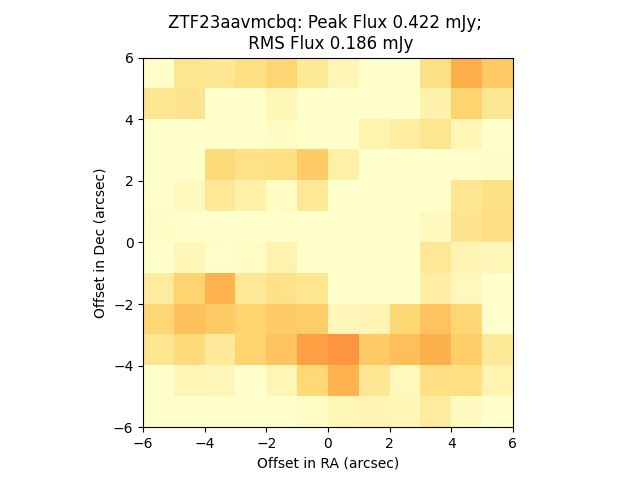 ZTF23aavmcbq: Peak Flux 0.422 mJy;
RMS Flux 0.186 mJy
6
4
2
0
−2
−4
−6
Offset in Dec (arcsec)
−6 −4 −2 0 2 4 6
Offset in RA (arcsec)